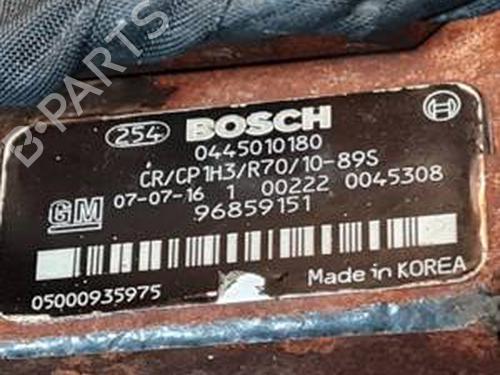 B-PARTS
254 BOSCH
0445010180
CR/CP1H3/R70/10-89S
07-07-16 1 00222 0045308
GM 96859151
05000935975 Made in KOREA